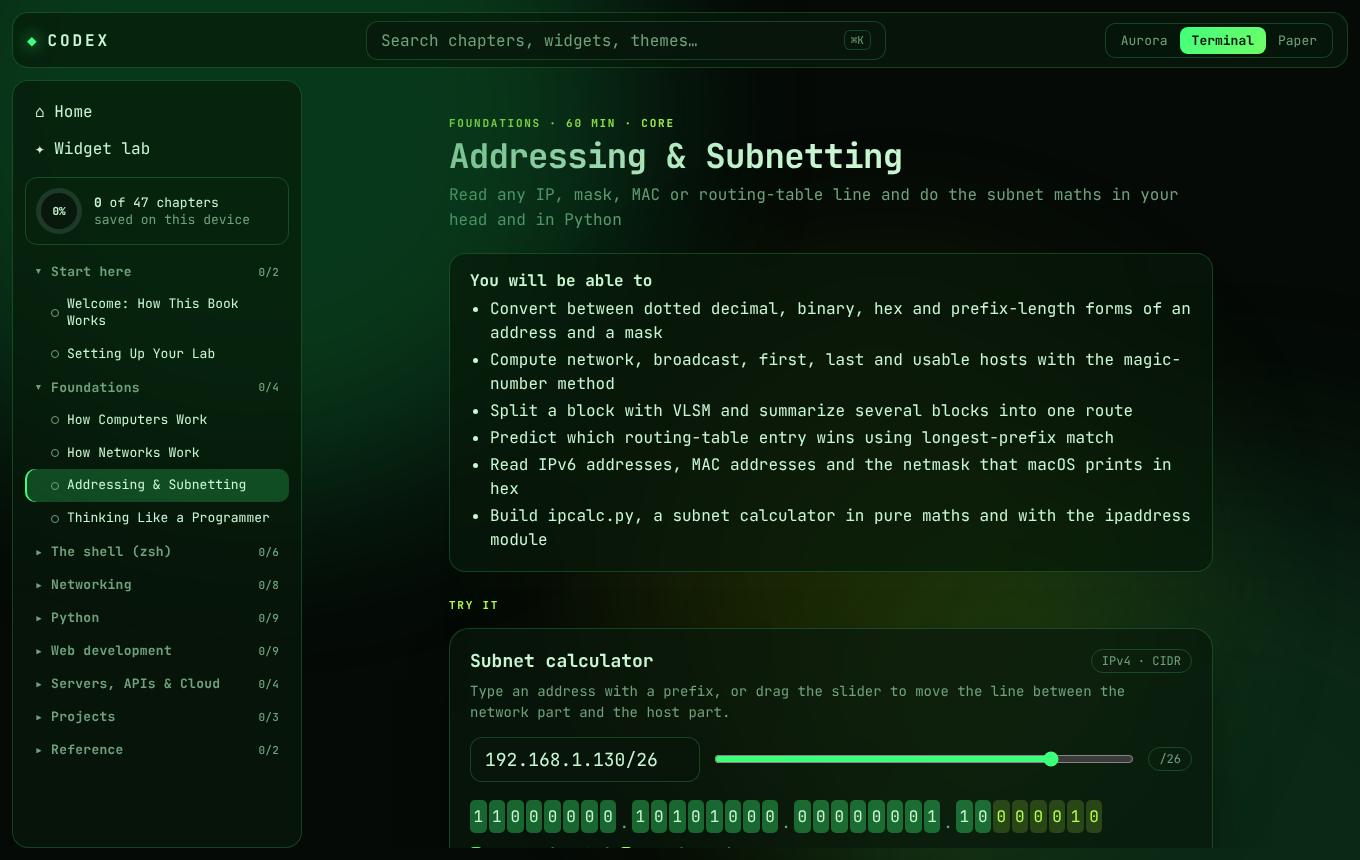 ◆ CODEX
Search chapters, widgets, themes…
⌘K
Aurora
Terminal
Paper
⌂ Home
✦ Widget lab
0%
0 of 47 chapters
saved on this device
▾ Start here 0/2
Welcome: How This Book
Works
Setting Up Your Lab
▾ Foundations 0/4
How Computers Work
How Networks Work
Addressing & Subnetting
Thinking Like a Programmer
▸ The shell (zsh) 0/6
▸ Networking 0/8
▸ Python 0/9
▸ Web development 0/9
▸ Servers, APIs & Cloud 0/4
▸ Projects 0/3
▸ Reference 0/2
FOUNDATIONS · 60 MIN · CORE
Addressing & Subnetting
Read any IP, mask, MAC or routing-table line and do the subnet maths in your
head and in Python
You will be able to
• Convert between dotted decimal, binary, hex and prefix-length forms of an
address and a mask
• Compute network, broadcast, first, last and usable hosts with the magic-
number method
• Split a block with VLSM and summarize several blocks into one route
• Predict which routing-table entry wins using longest-prefix match
• Read IPv6 addresses, MAC addresses and the netmask that macOS prints in
hex
• Build ipcalc.py, a subnet calculator in pure maths and with the ipaddress
module
TRY IT
Subnet calculator
IPv4 · CIDR
Type an address with a prefix, or drag the slider to move the line between the
network part and the host part.
192.168.1.130/26
/26
11000000.10101000.00000001.10000010